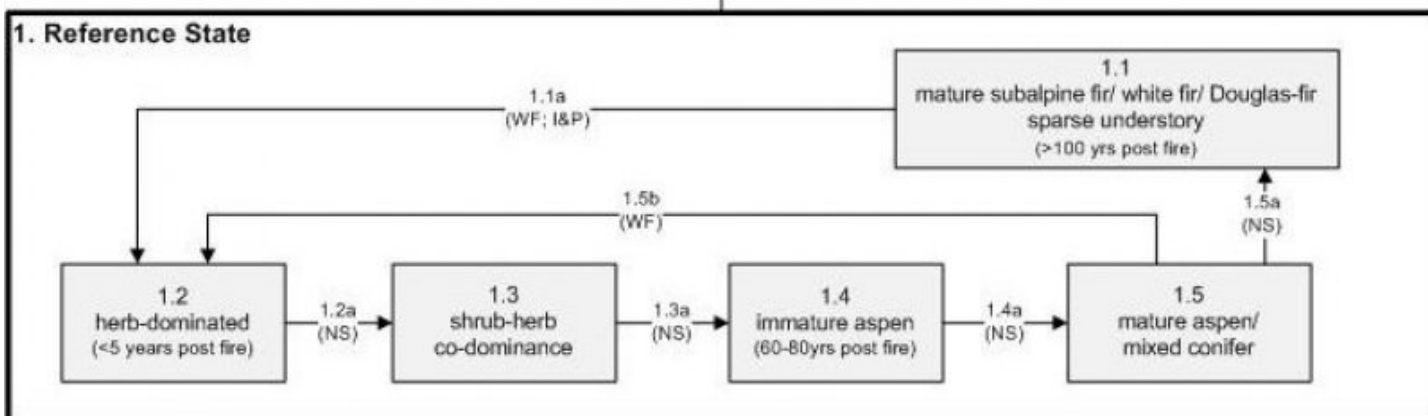 1. Reference State
1.1
mature subalpine fir/ white fir/ Douglas-fir
sparse understory
(>100 yrs post fire)
1.1a
(WF; I&P)
1.5b
(WF)
1.5a
(NS)
1.2
herb-dominated
(<5 years post fire)
1.2a
(NS)
1.3
shrub-herb
co-dominance
1.3a
(NS)
1.4
immature aspen
(60-80yrs post fire)
1.4a
(NS)
1.5
mature aspen/
mixed conifer